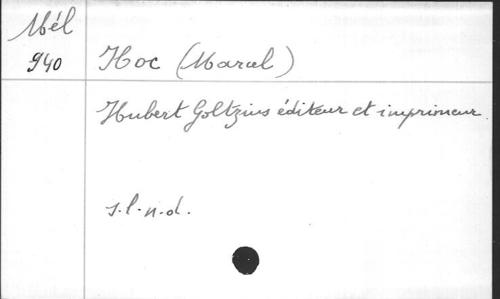 Mél
940
Hoc (Marcel)
Hubert Goltzius éditeur et imprimeur.
s.l.n.d.